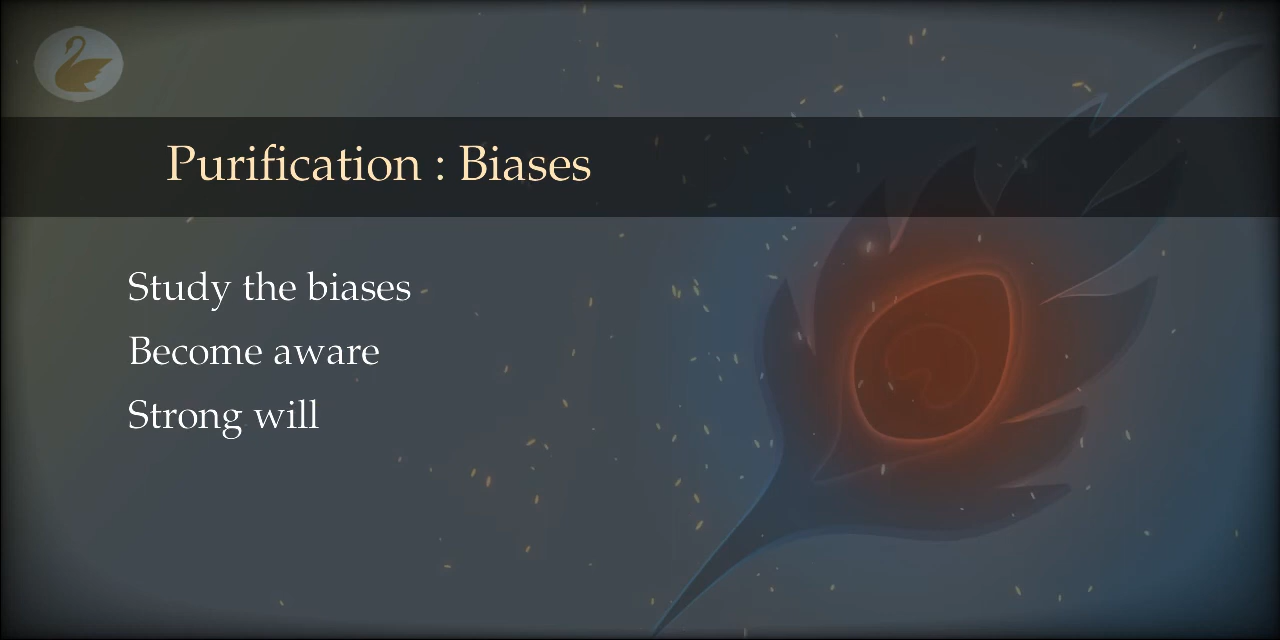 Purification : Biases
Study the biases
Become aware
Strong will